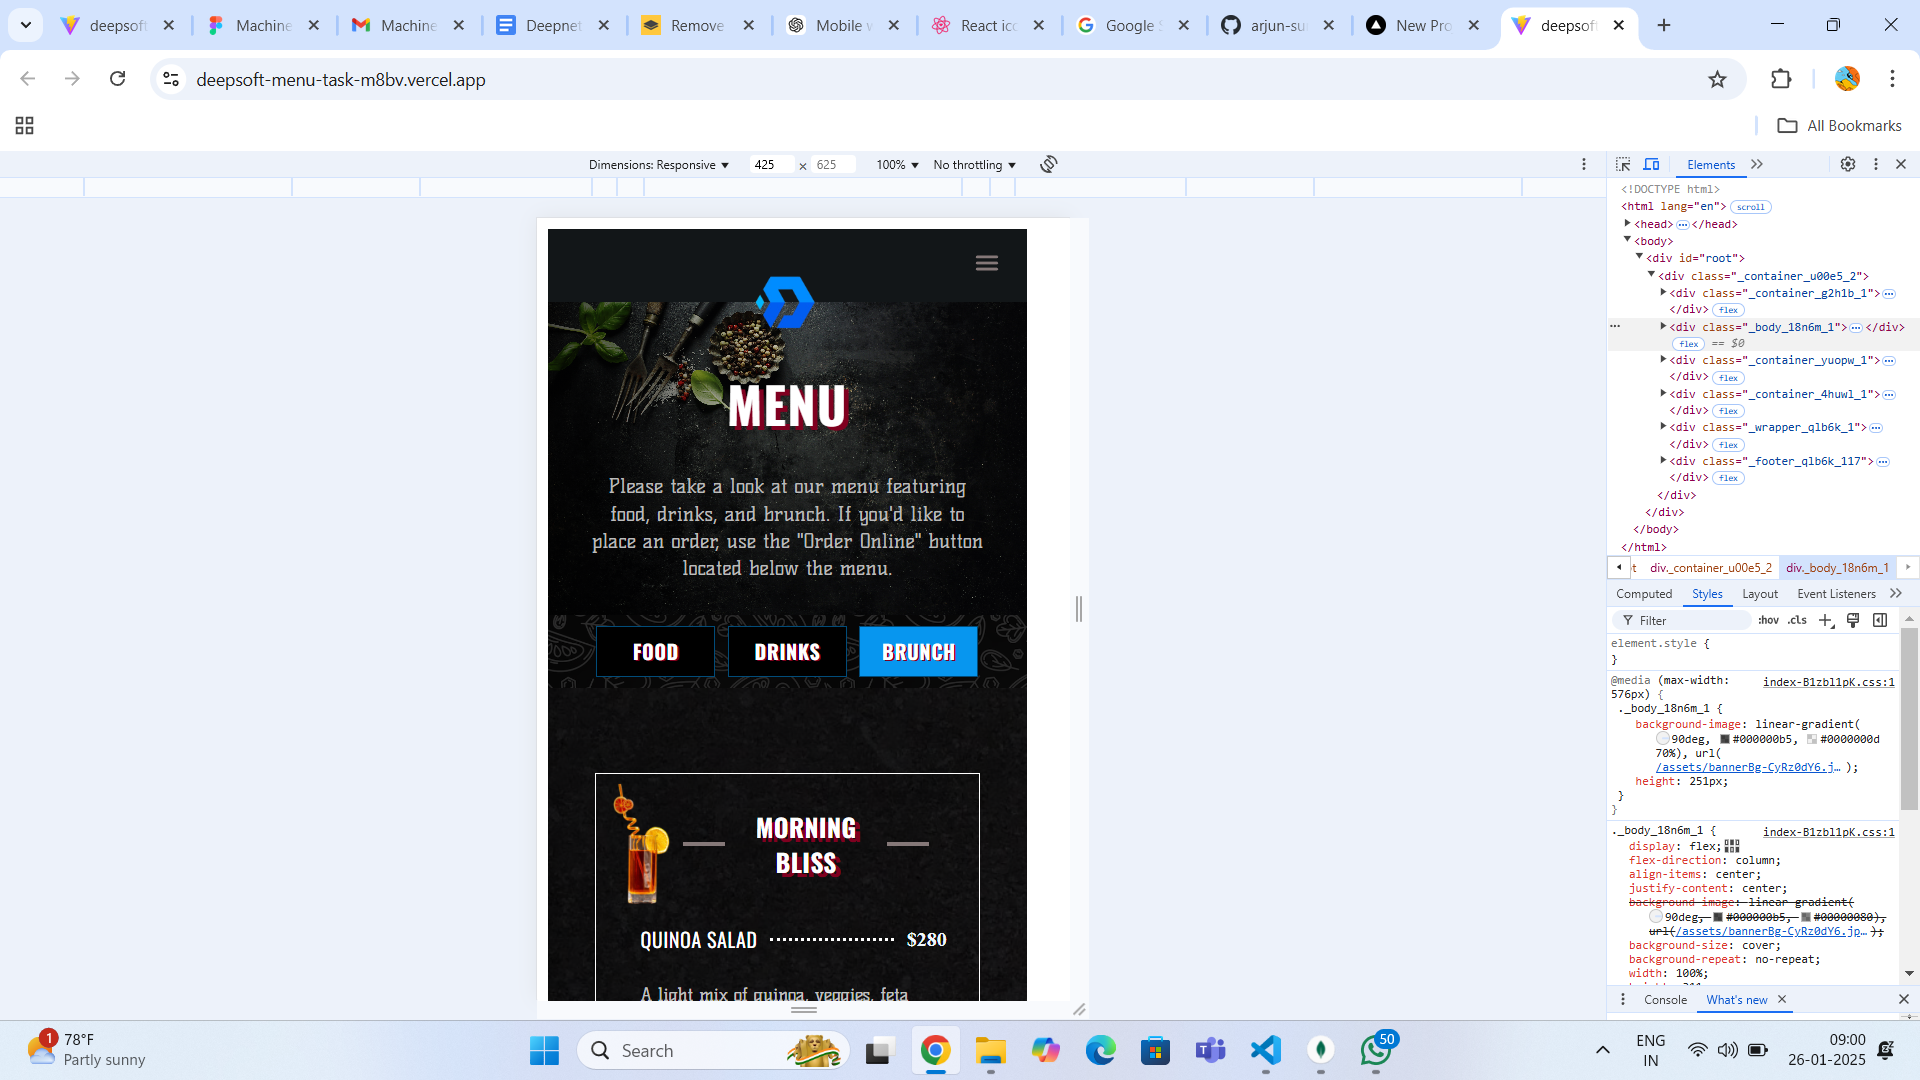 deepsoft
Machine
Machine
Deepnet
Remove
Mobile w
React ico
Google S
arjun-su
New Pro
deepsoft
deepsoft-menu-task-m8bv.vercel.app
All Bookmarks
Dimensions: Responsive
425
×
625
100%
No throttling
MENU
Please take a look at our menu featuring
food, drinks, and brunch. If you'd like to
place an order, use the "Order Online" button
located below the menu.
FOOD
DRINKS
BRUNCH
MORNING
BLISS
QUINOA SALAD
$280
A light mix of quinoa, veggies, feta
Elements
<!DOCTYPE html>
<html lang="en"> scroll
<head> ⋯ </head>
<body>
<div id="root">
<div class="_container_u00e5_2">
<div class="_container_g2h1b_1"> ⋯
</div> flex
⋯ <div class="_body_18n6m_1"> ⋯ </div>
flex == $0
<div class="_container_yuopw_1"> ⋯
</div> flex
<div class="_container_4huwl_1"> ⋯
</div> flex
<div class="_wrapper_qlb6k_1"> ⋯
</div> flex
<div class="_footer_qlb6k_117"> ⋯
</div> flex
</div>
</div>
</body>
</html>
ot div._container_u00e5_2 div._body_18n6m_1
Computed Styles Layout Event Listeners
Filter :hov .cls
element.style {
}
@media (max-width: index-B1zbl1pK.css:1
576px) {
._body_18n6m_1 {
background-image: linear-gradient(
90deg, #000000b5, #0000000d
70%), url(
/assets/bannerBg-CyRz0dY6.j… );
height: 251px;
}
}
._body_18n6m_1 { index-B1zbl1pK.css:1
display: flex;
flex-direction: column;
align-items: center;
justify-content: center;
background-image: linear-gradient(
90deg, #000000b5, #00000080),
url(/assets/bannerBg-CyRz0dY6.jp… );
background-size: cover;
background-repeat: no-repeat;
width: 100%;
Console What's new
1
78°F
Partly sunny
Search
50
ENG
IN
09:00
26-01-2025